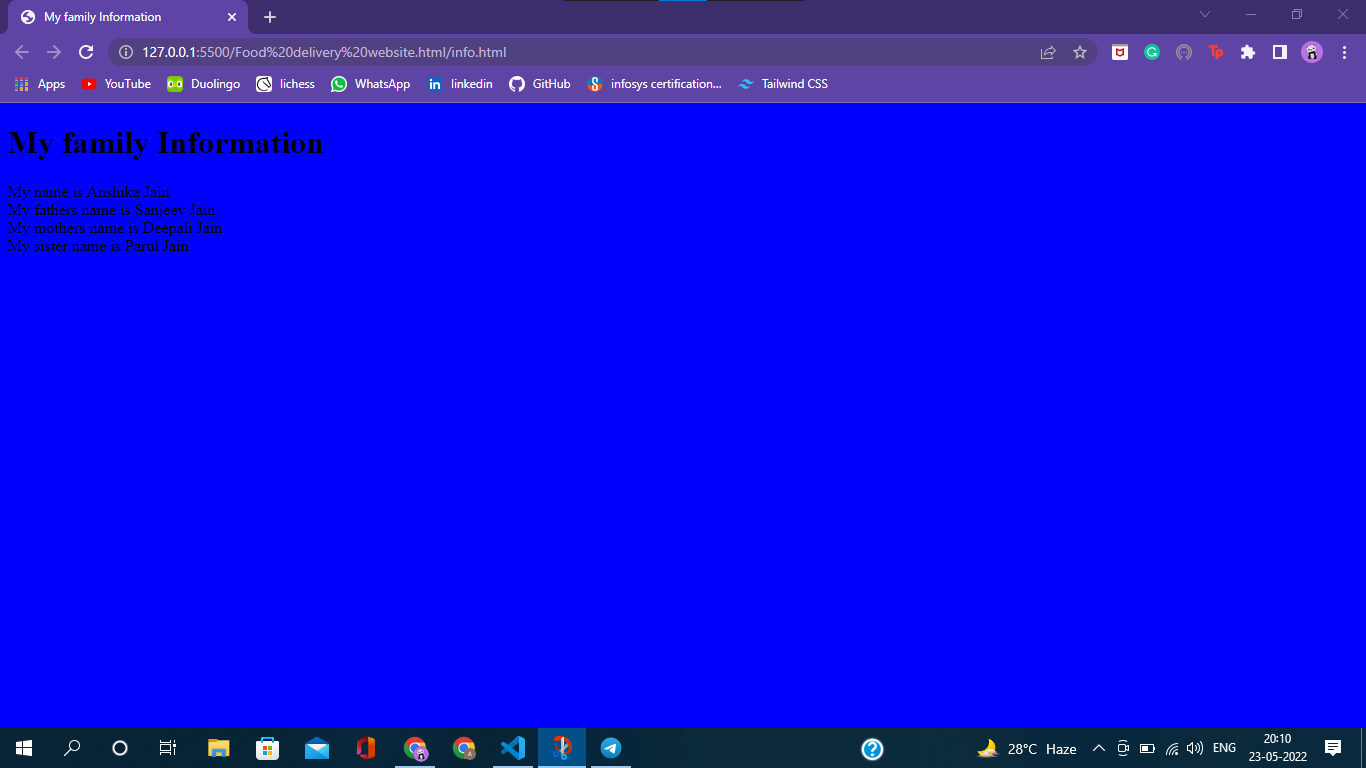 My family Information
127.0.0.1:5500/Food%20delivery%20website.html/info.html
Apps YouTube Duolingo lichess WhatsApp linkedin GitHub infosys certification... Tailwind CSS
My family Information
My name is Anshika Jain
My fathers name is Sanjeev Jain
My mothers name is Deepali Jain
My sister name is Parul Jain
28°C Haze ENG 20:10
23-05-2022